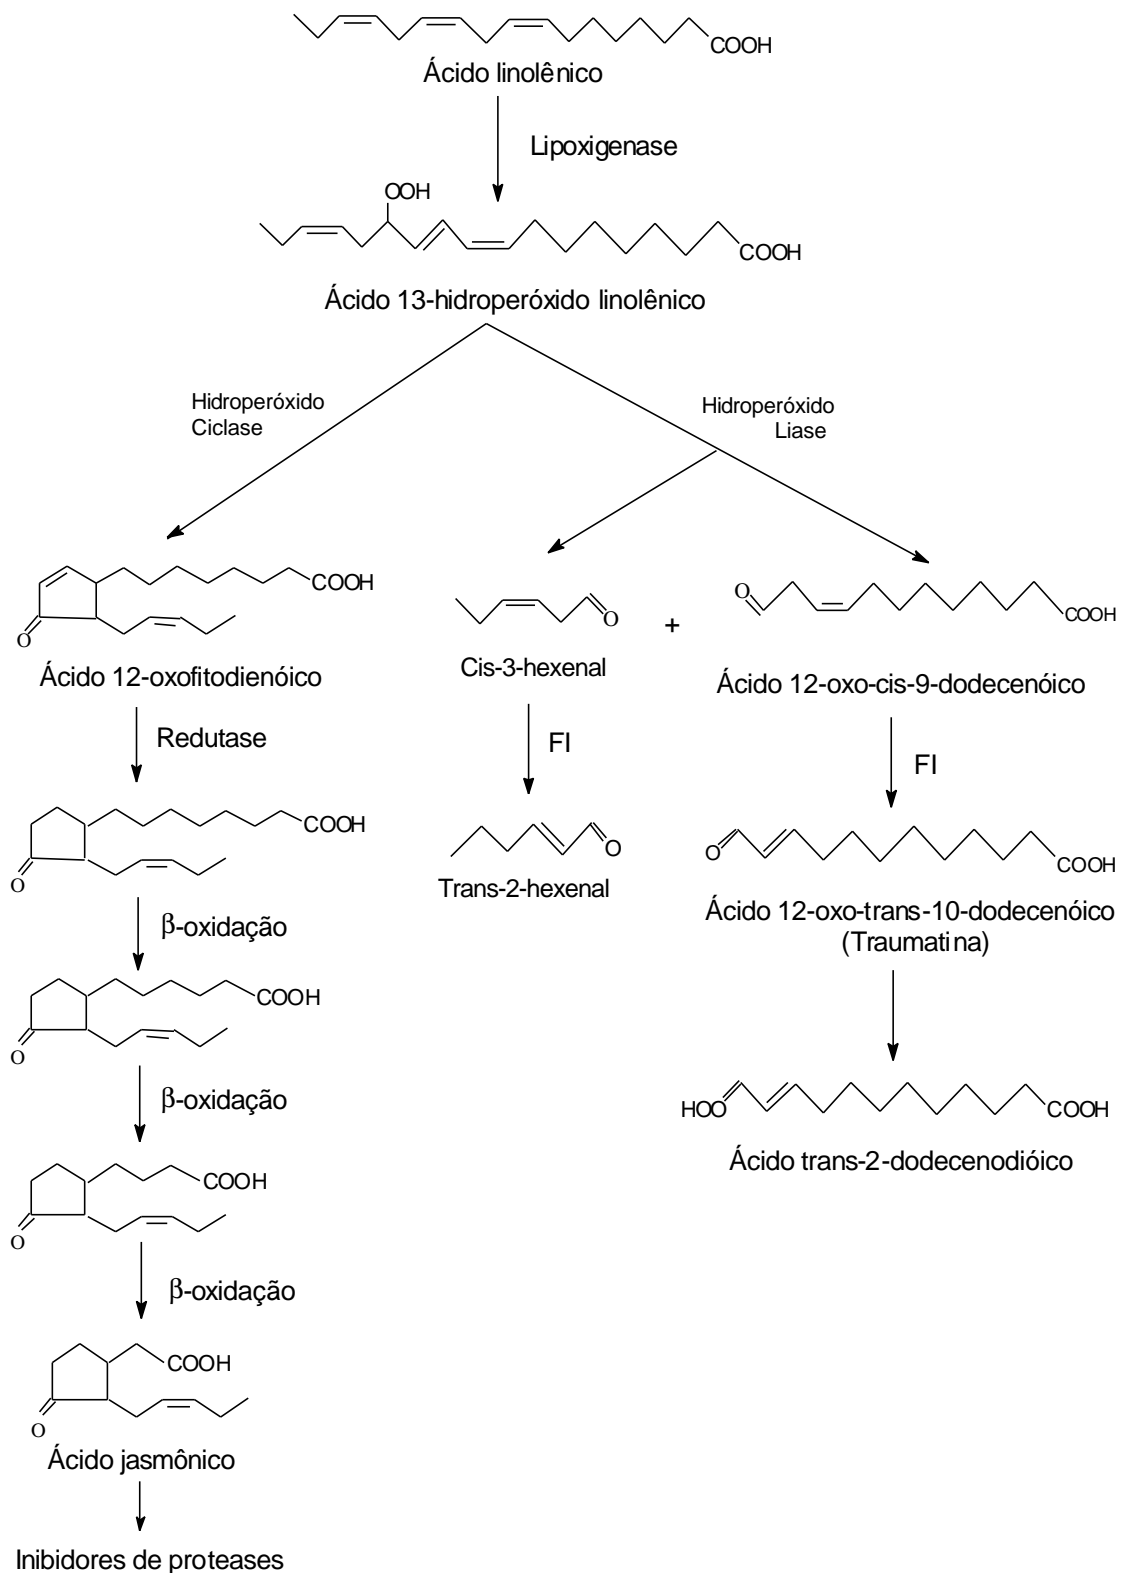 COOH
Ácido linolênico
Lipoxigenase
OOH
COOH
Ácido 13-hidroperóxido linolênico
Hidroperóxido
Ciclase
Hidroperóxido
Liase
COOH
O
Ácido 12-oxofitodienóico
O
Cis-3-hexenal
+
O
COOH
Ácido 12-oxo-cis-9-dodecenóico
Redutase
FI
FI
COOH
O
O
Trans-2-hexenal
O
COOH
Ácido 12-oxo-trans-10-dodecenóico
(Traumatina)
β-oxidação
COOH
O
β-oxidação
HOO
COOH
Ácido trans-2-dodecenodióico
COOH
O
β-oxidação
COOH
O
Ácido jasmônico
Inibidores de proteases